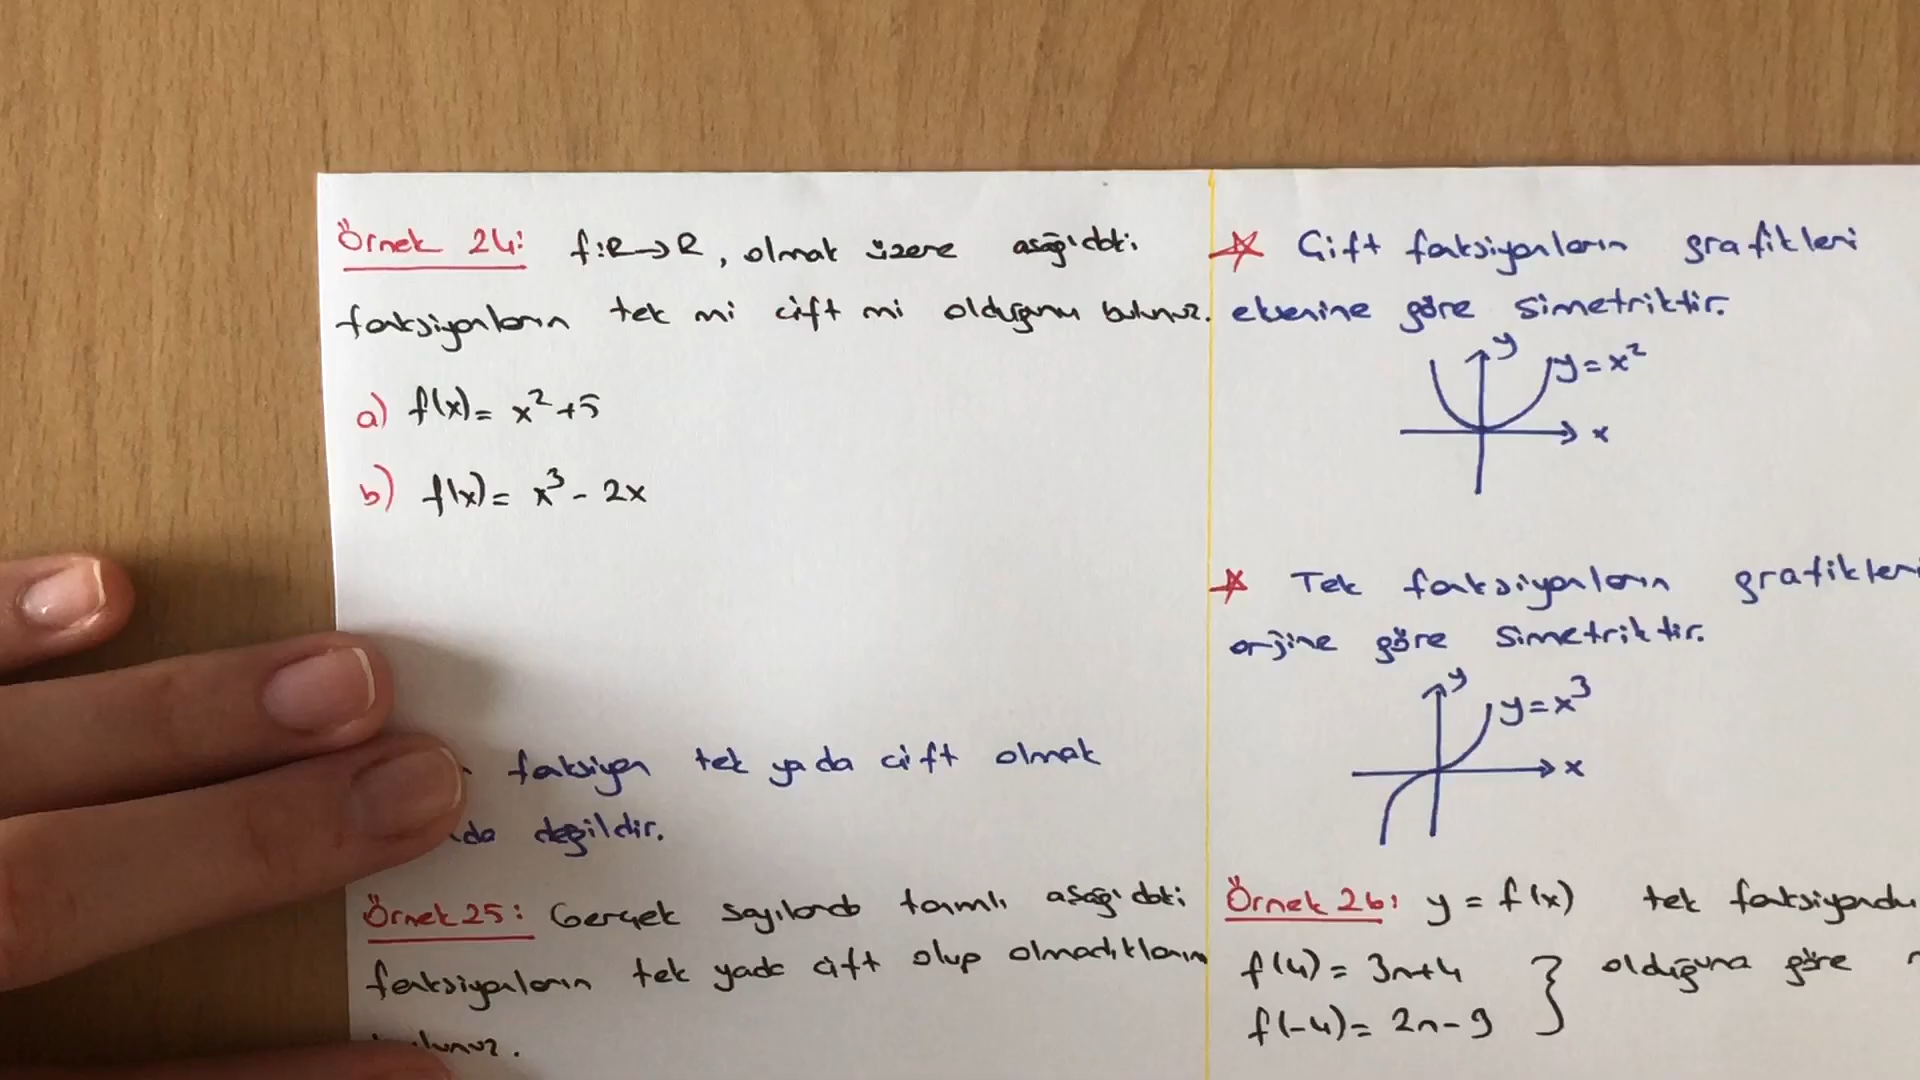 Örnek 24: f:R→R, olmak üzere aşağıdaki
fonksiyonların tek mi çift mi olduğunu bulunuz.
a) f(x)= x²+5
b) f(x)= x³- 2x
fonksiyon tek ya da çift olmak
değildir.
Örnek 25: Gerçek sayılarda tanımlı aşağıdaki
fonksiyonların tek yada çift olup olmadıklarını
Çift fonksiyonların grafikleri
eksenine göre simetriktir.
y
y=x²
x
Tek fonksiyonların grafikleri
orjine göre simetriktir.
y
y=x³
x
Örnek 26: y = f(x) tek fonksiyondu
f(4)= 3n+4
f(-4)= 2n-9 } olduğuna göre